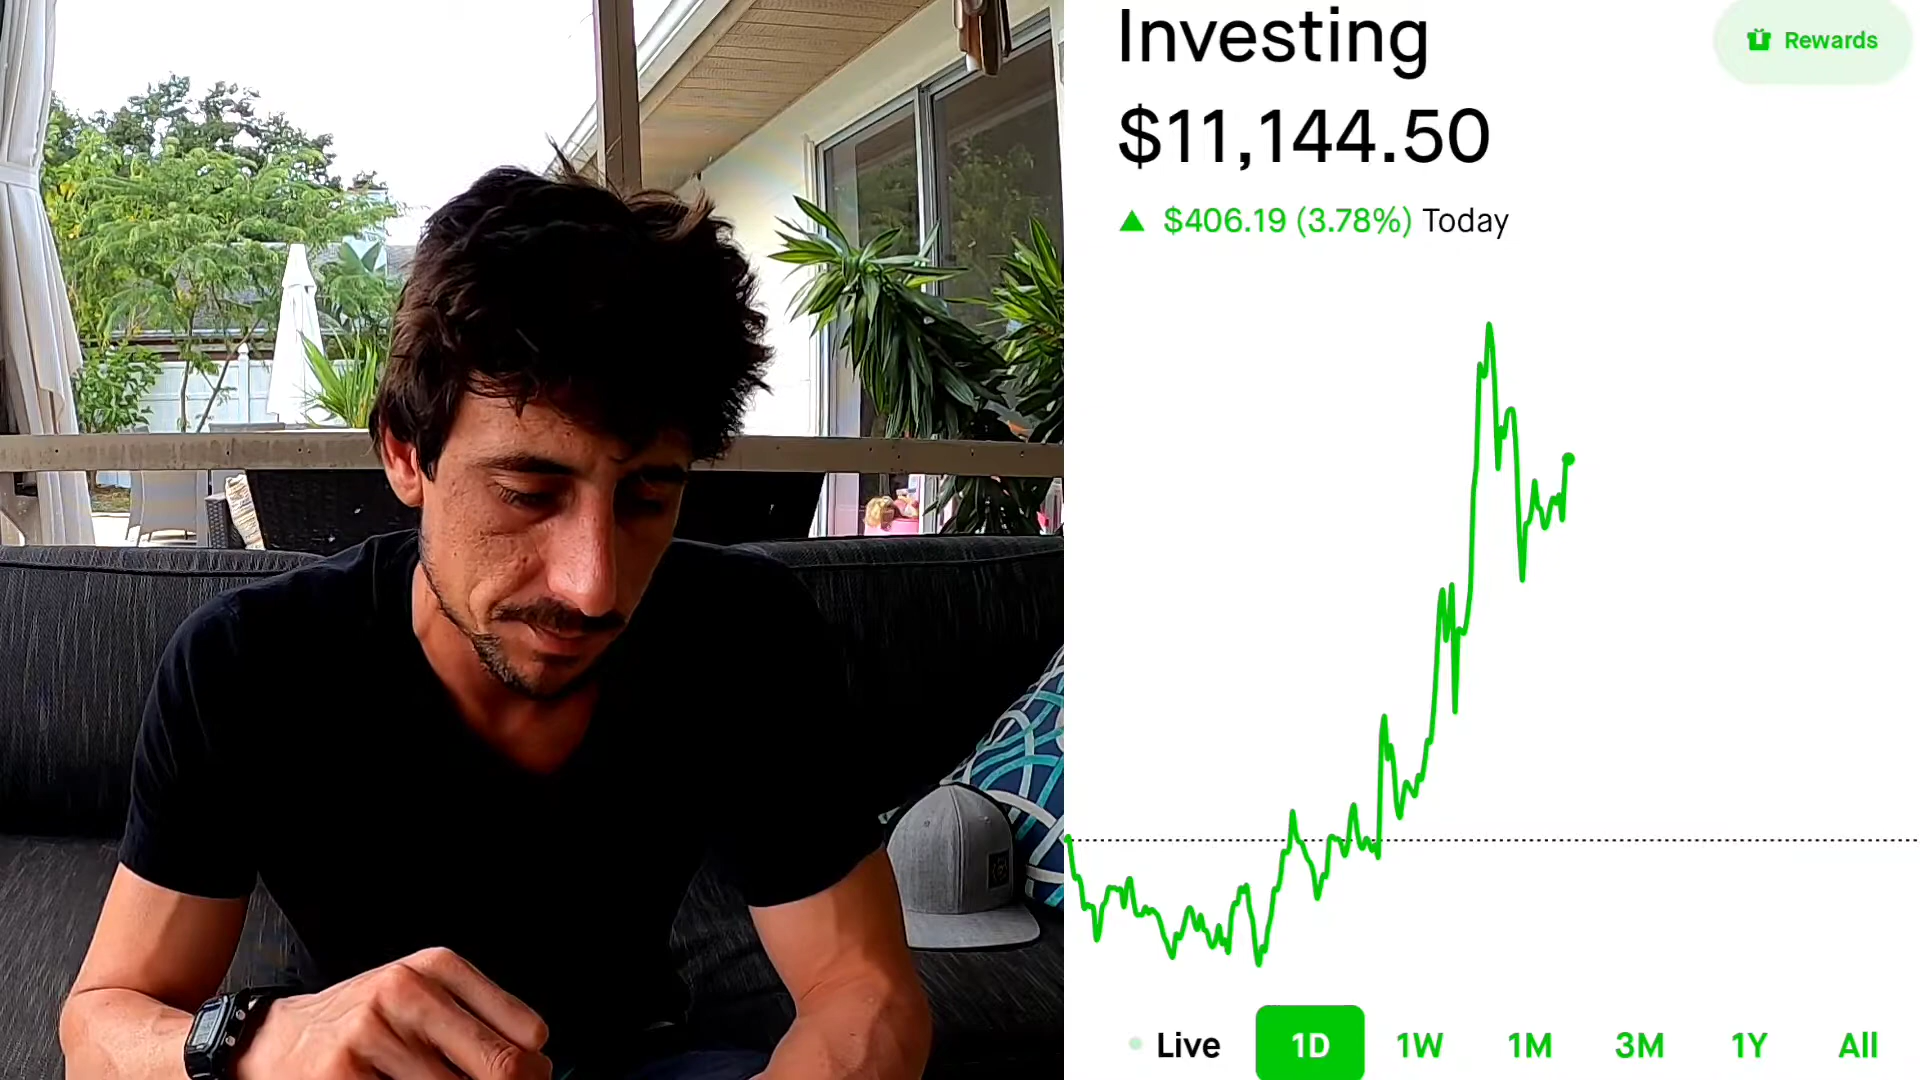 Investing
Rewards
$11,144.50
▲ $406.19 (3.78%) Today
Live 1D 1W 1M 3M 1Y All